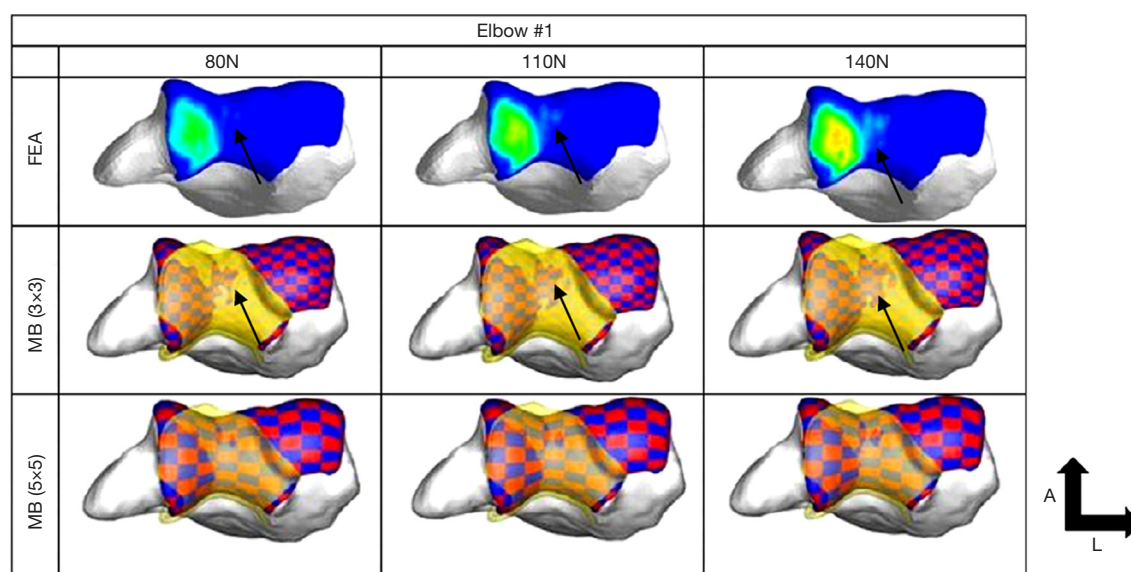 Elbow #1
80N 110N 140N
FEA
MB (3×3)
MB (5×5)
A
L